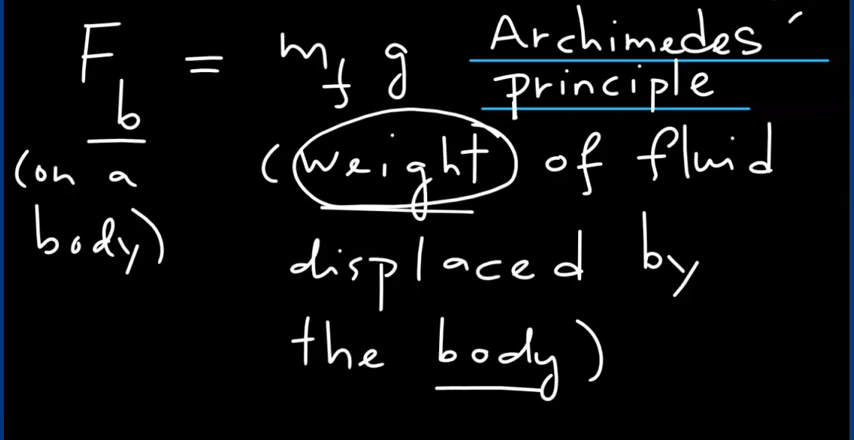 F_b = m_f g Archimedes'
principle
(on a (weight) of fluid
body) displaced by
the body)